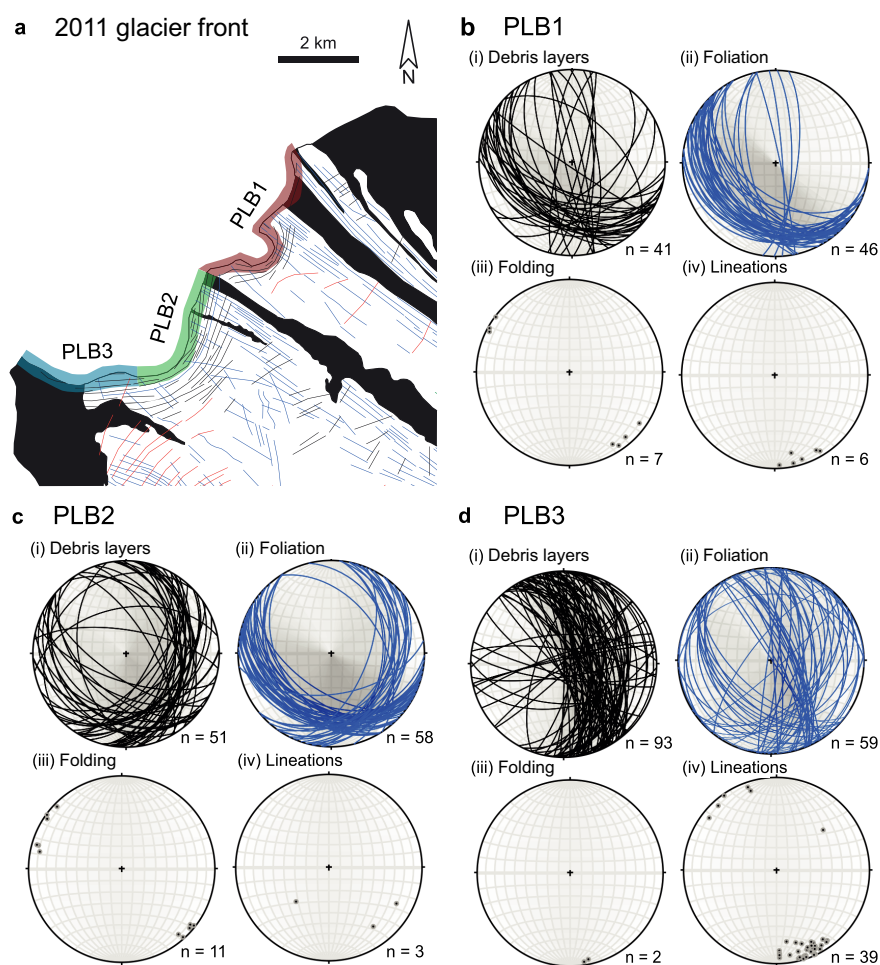 a 2011 glacier front
2 km
N
PLB1
PLB2
PLB3
b PLB1
(i) Debris layers
n = 41
(ii) Foliation
n = 46
(iii) Folding
n = 7
(iv) Lineations
n = 6
c PLB2
(i) Debris layers
n = 51
(ii) Foliation
n = 58
(iii) Folding
n = 11
(iv) Lineations
n = 3
d PLB3
(i) Debris layers
n = 93
(ii) Foliation
n = 59
(iii) Folding
n = 2
(iv) Lineations
n = 39